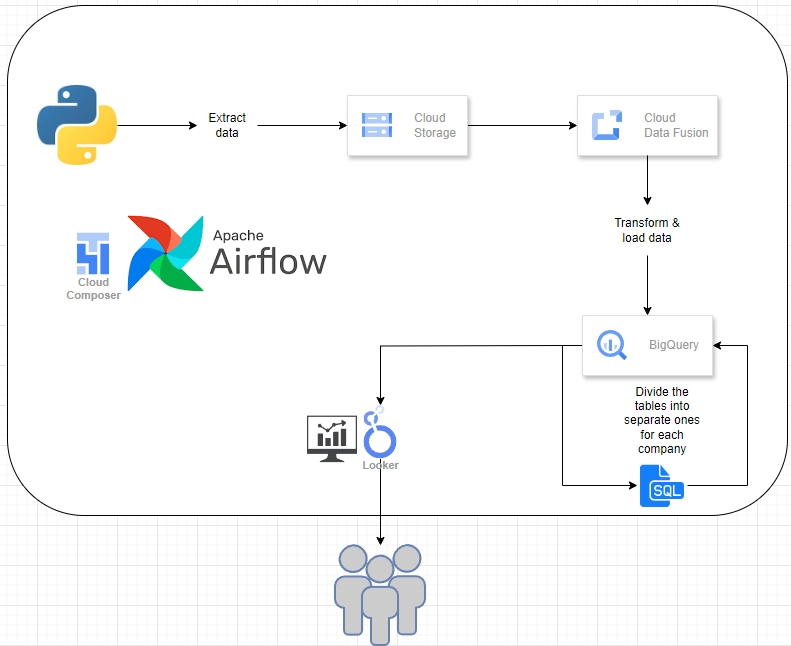 Extract
data
Cloud
Storage
Cloud
Data Fusion
Transform &
load data
Apache
Airflow
Cloud
Composer
BigQuery
Divide the
tables into
separate ones
for each
company
SQL
Looker